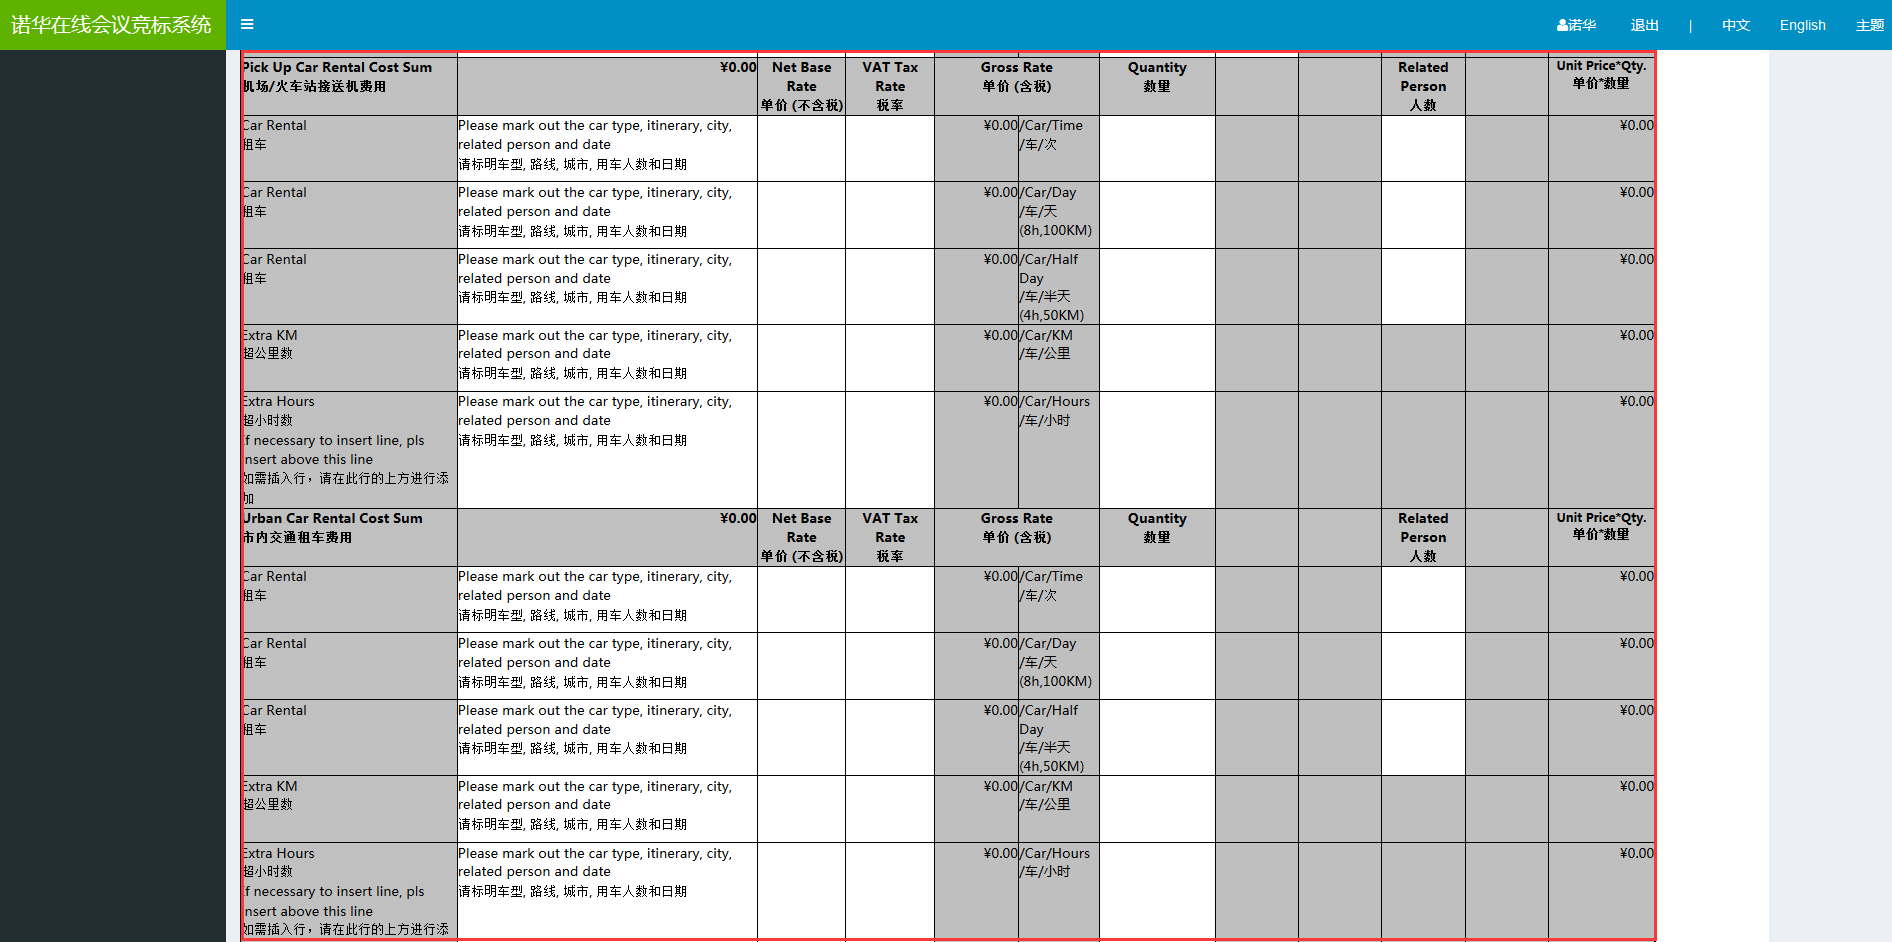 诺华在线会议竞标系统
诺华 退出 | 中文 English 主题
Pick Up Car Rental Cost Sum
机场/火车站接送机费用
¥0.00
Net Base
Rate
单价 (不含税)
VAT Tax
Rate
税率
Gross Rate
单价 (含税)
Quantity
数量
Related
Person
人数
Unit Price*Qty.
单价*数量
Car Rental
租车
Please mark out the car type, itinerary, city,
related person and date
请标明车型, 路线, 城市, 用车人数和日期
¥0.00
/Car/Time
/车/次
¥0.00
Car Rental
租车
Please mark out the car type, itinerary, city,
related person and date
请标明车型, 路线, 城市, 用车人数和日期
¥0.00
/Car/Day
/车/天
(8h,100KM)
¥0.00
Car Rental
租车
Please mark out the car type, itinerary, city,
related person and date
请标明车型, 路线, 城市, 用车人数和日期
¥0.00
/Car/Half
Day
/车/半天
(4h,50KM)
¥0.00
Extra KM
超公里数
Please mark out the car type, itinerary, city,
related person and date
请标明车型, 路线, 城市, 用车人数和日期
¥0.00
/Car/KM
/车/公里
¥0.00
Extra Hours
超小时数
If necessary to insert line, pls
insert above this line
如需插入行，请在此行的上方进行添
加
Please mark out the car type, itinerary, city,
related person and date
请标明车型, 路线, 城市, 用车人数和日期
¥0.00
/Car/Hours
/车/小时
¥0.00
Urban Car Rental Cost Sum
市内交通租车费用
¥0.00
Net Base
Rate
单价 (不含税)
VAT Tax
Rate
税率
Gross Rate
单价 (含税)
Quantity
数量
Related
Person
人数
Unit Price*Qty.
单价*数量
Car Rental
租车
Please mark out the car type, itinerary, city,
related person and date
请标明车型, 路线, 城市, 用车人数和日期
¥0.00
/Car/Time
/车/次
¥0.00
Car Rental
租车
Please mark out the car type, itinerary, city,
related person and date
请标明车型, 路线, 城市, 用车人数和日期
¥0.00
/Car/Day
/车/天
(8h,100KM)
¥0.00
Car Rental
租车
Please mark out the car type, itinerary, city,
related person and date
请标明车型, 路线, 城市, 用车人数和日期
¥0.00
/Car/Half
Day
/车/半天
(4h,50KM)
¥0.00
Extra KM
超公里数
Please mark out the car type, itinerary, city,
related person and date
请标明车型, 路线, 城市, 用车人数和日期
¥0.00
/Car/KM
/车/公里
¥0.00
Extra Hours
超小时数
If necessary to insert line, pls
insert above this line
如需插入行，请在此行的上方进行添
Please mark out the car type, itinerary, city,
related person and date
请标明车型, 路线, 城市, 用车人数和日期
¥0.00
/Car/Hours
/车/小时
¥0.00